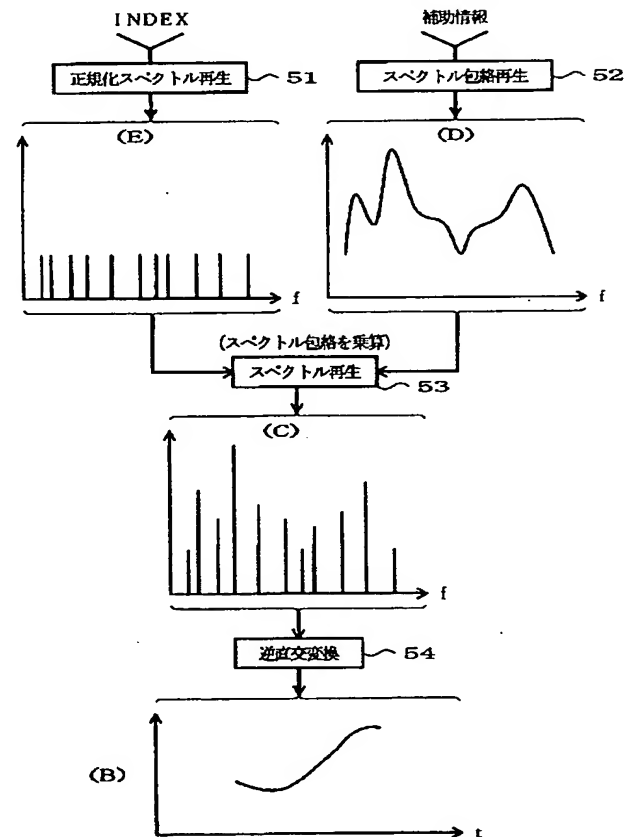 INDEX
補助情報
正規化スペクトル再生
51
スペクトル包絡再生
52
(E)
(D)
f
f
(スペクトル包絡を乗算)
スペクトル再生
53
(C)
f
逆直交変換
54
(B)
t